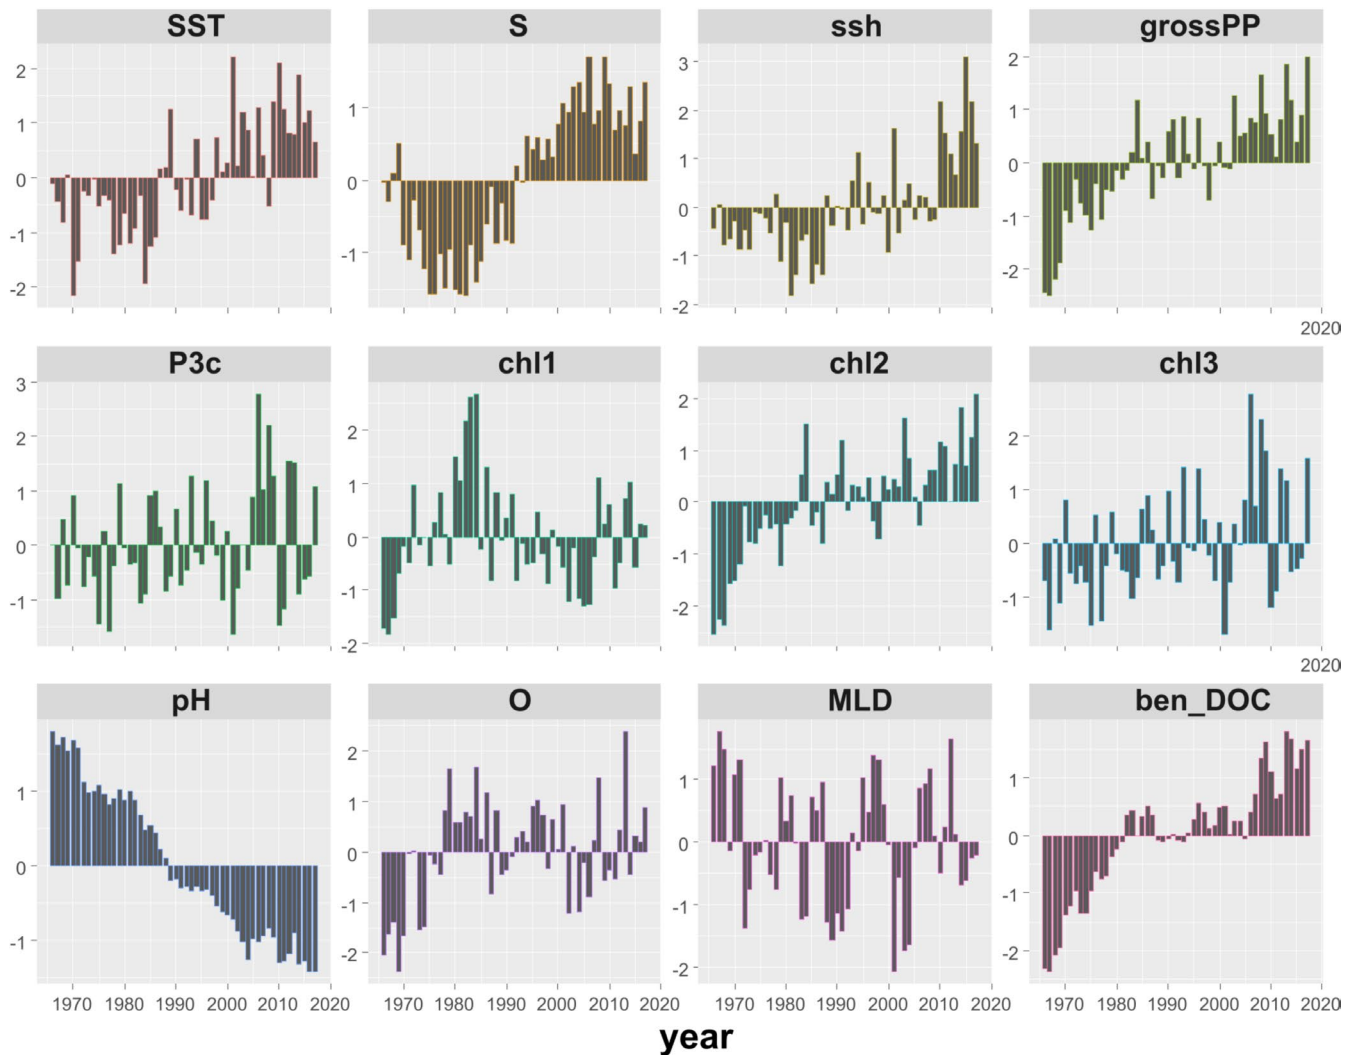 SST S ssh grossPP
2 1 0 -1 -2
1 0 -1
3 2 1 0 -1 -2
2 1 0 -1 -2
2020
P3c chl1 chl2 chl3
3 2 1 0 -1
2 1 0 -1 -2
2 1 0 -1 -2
2 1 0 -1
2020
pH O MLD ben_DOC
1 0 -1
2 1 0 -1 -2
1 0 -1 -2
1 0 -1 -2
1970 1980 1990 2000 2010 2020 1970 1980 1990 2000 2010 2020 1970 1980 1990 2000 2010 2020 1970 1980 1990 2000 2010 2020
year